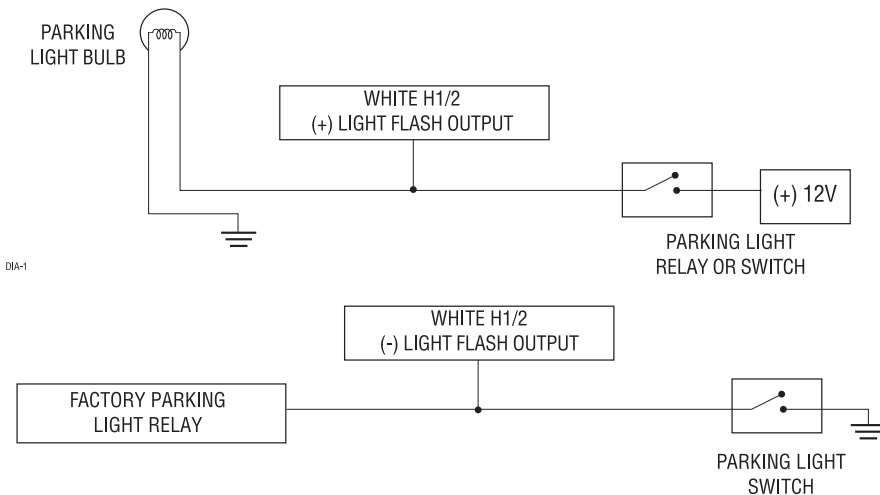 PARKING
LIGHT BULB
WHITE H1/2
(+) LIGHT FLASH OUTPUT
(+) 12V
PARKING LIGHT
RELAY OR SWITCH
DIA-1
WHITE H1/2
(-) LIGHT FLASH OUTPUT
FACTORY PARKING
LIGHT RELAY
PARKING LIGHT
SWITCH